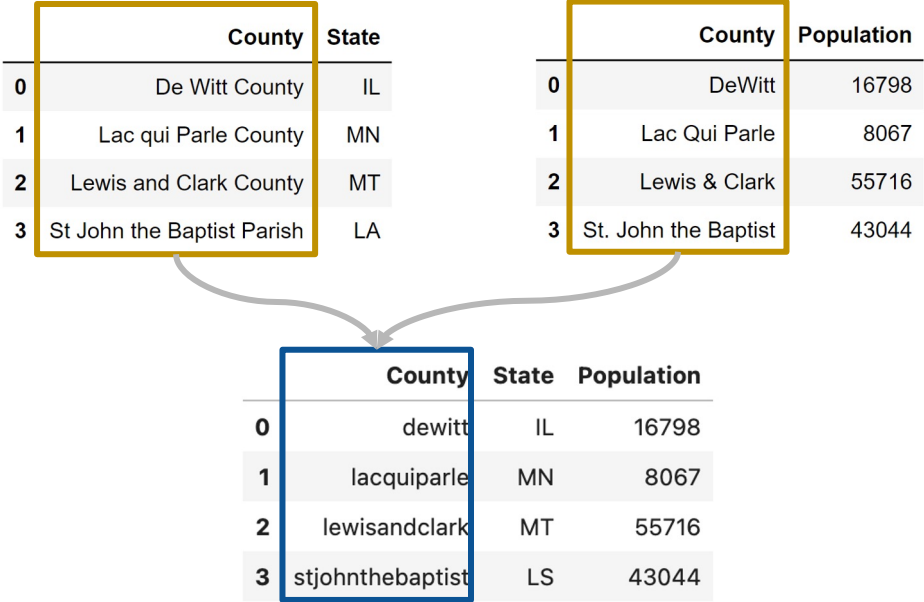 County State
0 De Witt County IL
1 Lac qui Parle County MN
2 Lewis and Clark County MT
3 St John the Baptist Parish LA
County Population
0 DeWitt 16798
1 Lac Qui Parle 8067
2 Lewis & Clark 55716
3 St. John the Baptist 43044
County State Population
0 dewitt IL 16798
1 lacquiparle MN 8067
2 lewisandclark MT 55716
3 stjohnthebaptist LS 43044